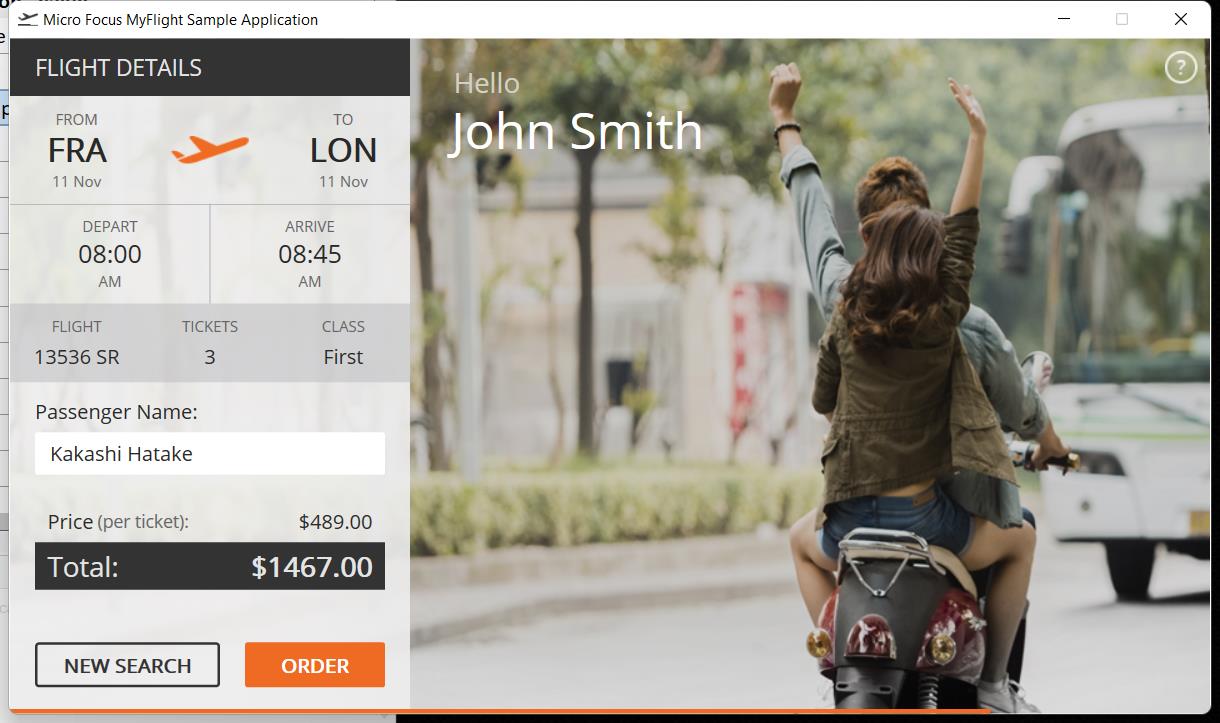 Micro Focus MyFlight Sample Application
FLIGHT DETAILS
FROM
FRA
11 Nov
TO
LON
11 Nov
DEPART
08:00
AM
ARRIVE
08:45
AM
FLIGHT
13536 SR
TICKETS
3
CLASS
First
Passenger Name:
Kakashi Hatake
Price (per ticket): $489.00
Total: $1467.00
NEW SEARCH
ORDER
Hello
John Smith
?